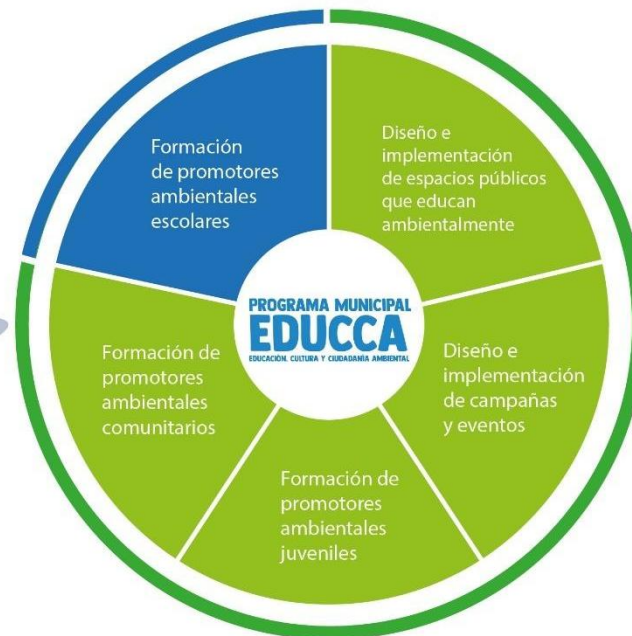 Formación
de promotores
ambientales
escolares
Diseño e
implementación
de espacios públicos
que educan
ambientalmente
PROGRAMA MUNICIPAL
EDUCCA
EDUCACIÓN, CULTURA Y CIUDADANÍA AMBIENTAL
Formación de
promotores
ambientales
comunitarios
Diseño e
implementación
de campañas
y eventos
Formación de
promotores
ambientales
juveniles